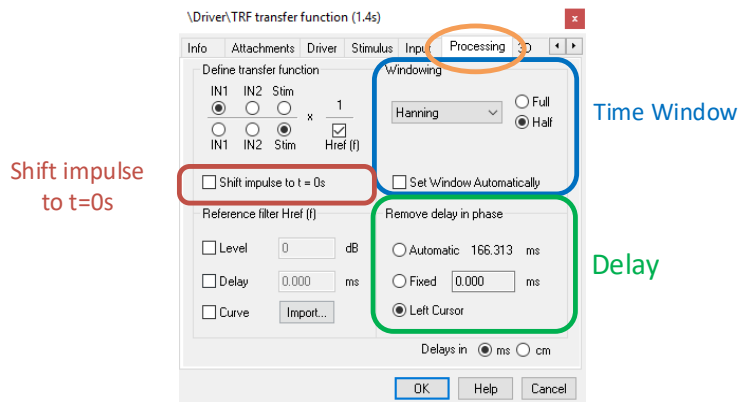 \Driver\TRF transfer function (1.4s)
x
Info Attachments Driver Stimulus Input Processing 3D
Define transfer function
IN1 IN2 Stim
x
1
IN1 IN2 Stim Href (f)
Shift impulse to t = 0s
Windowing
Hanning
Full
Half
Set Window Automatically
Time Window
Shift impulse
to t=0s
Reference filter Href (f)
Level 0 dB
Delay 0.000 ms
Curve Import...
Remove delay in phase
Automatic 166.313 ms
Fixed 0.000 ms
Left Cursor
Delay
Delays in ms cm
OK Help Cancel